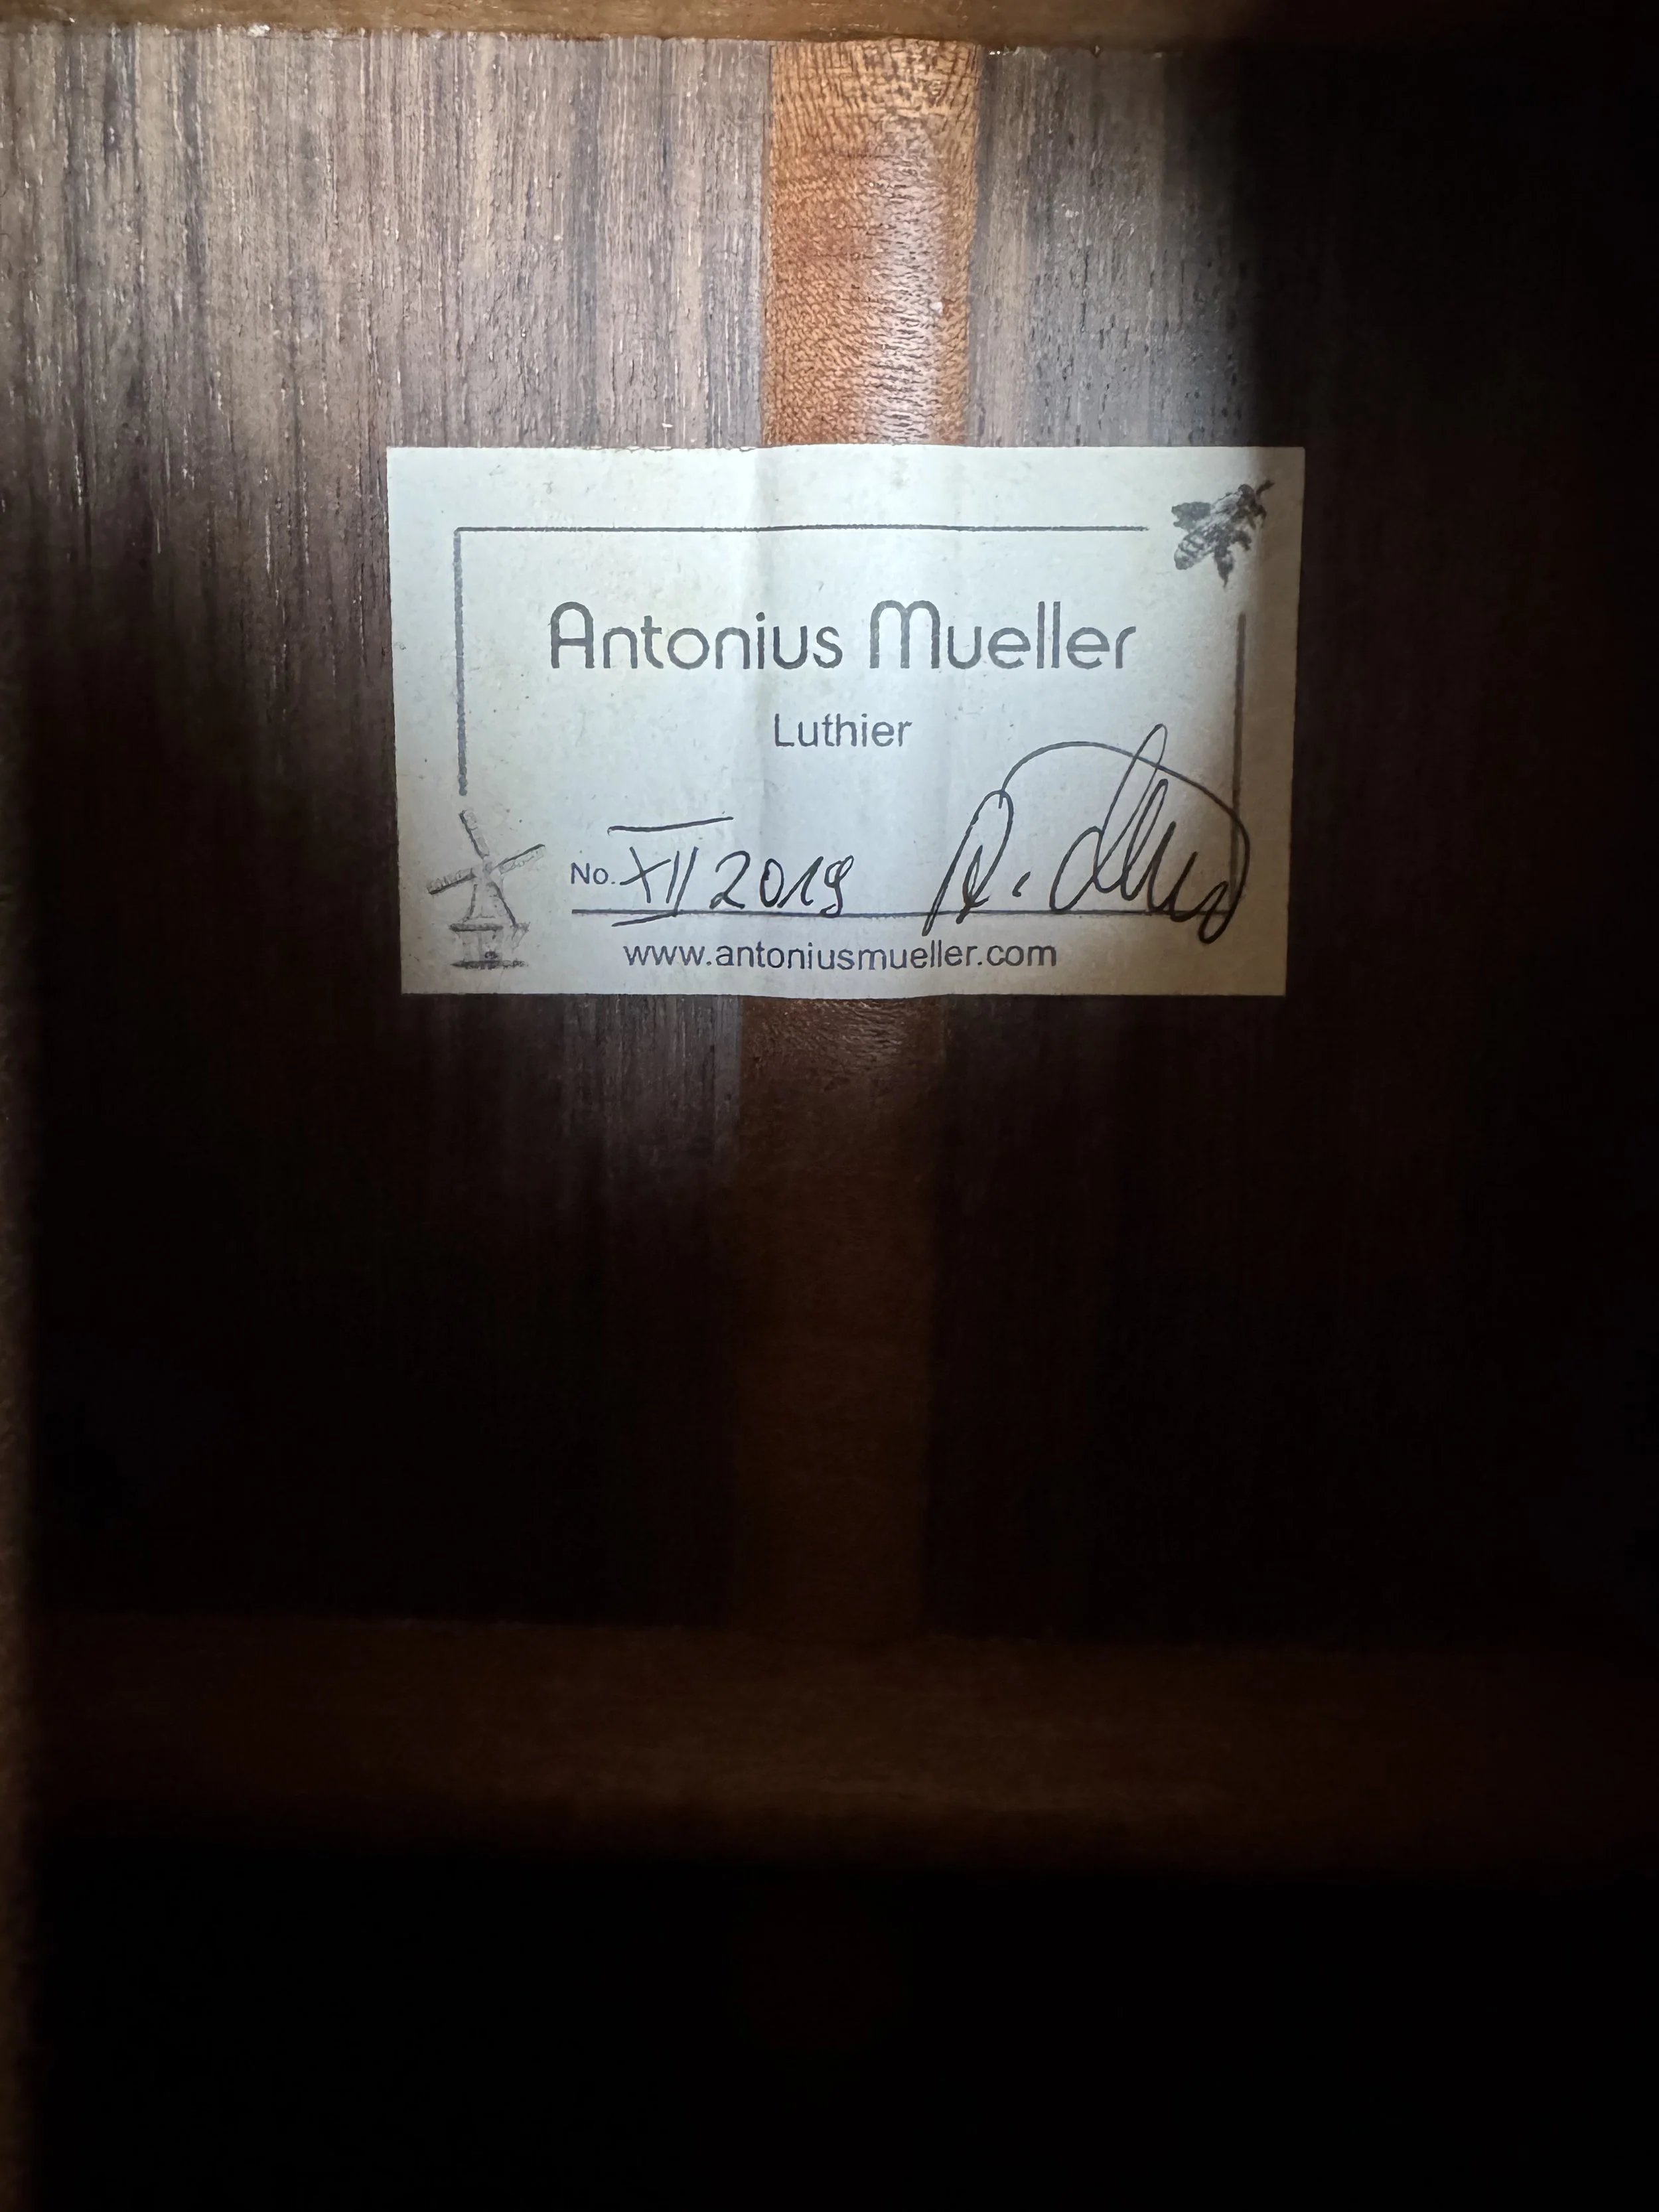 Antonius Mueller
Luthier
No. XII 2019
www.antoniusmueller.com